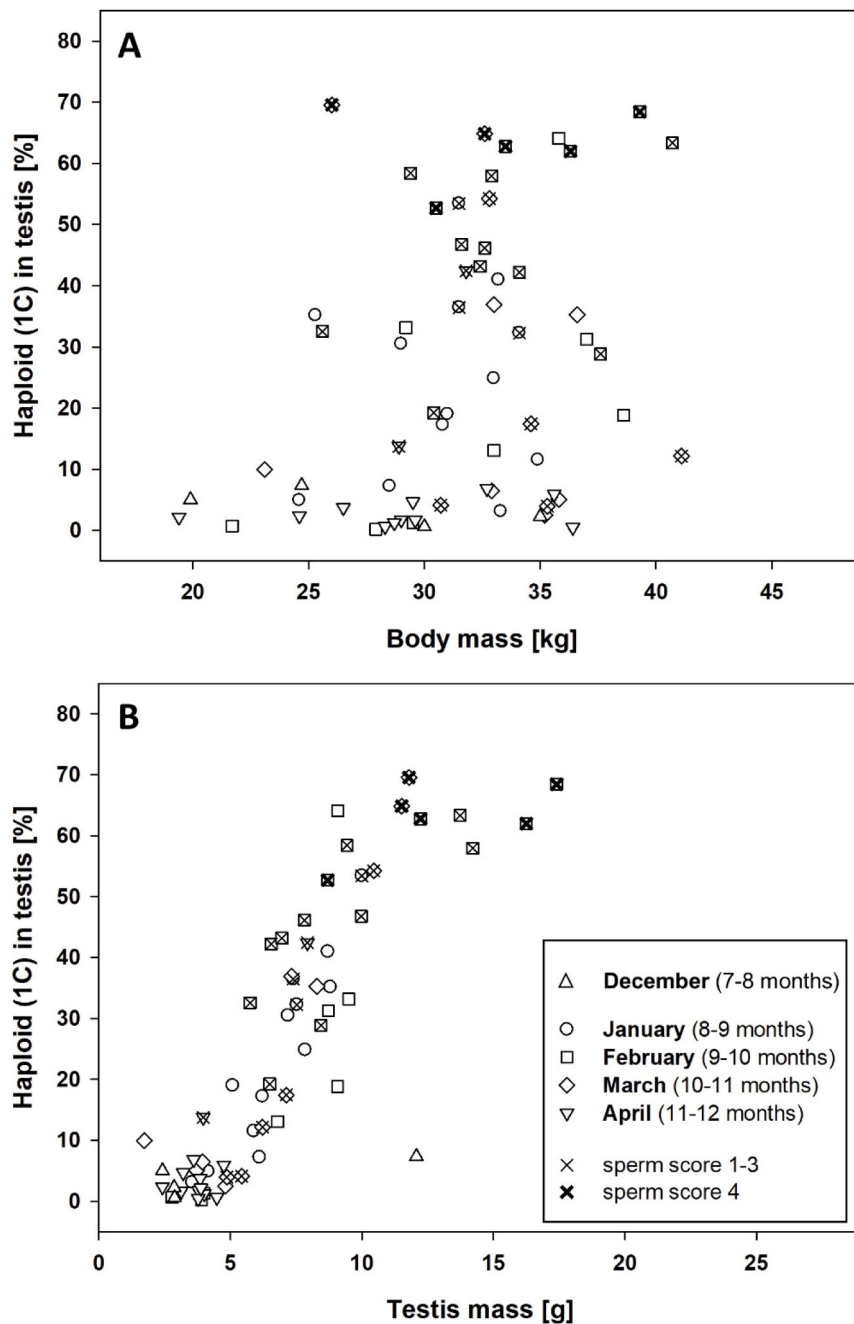 A
80
70
60
50
40
30
20
10
0
Haploid (1C) in testis [%]
20 25 30 35 40 45
Body mass [kg]
B
80
70
60
50
40
30
20
10
0
Haploid (1C) in testis [%]
December (7-8 months)
January (8-9 months)
February (9-10 months)
March (10-11 months)
April (11-12 months)
sperm score 1-3
sperm score 4
0 5 10 15 20 25
Testis mass [g]